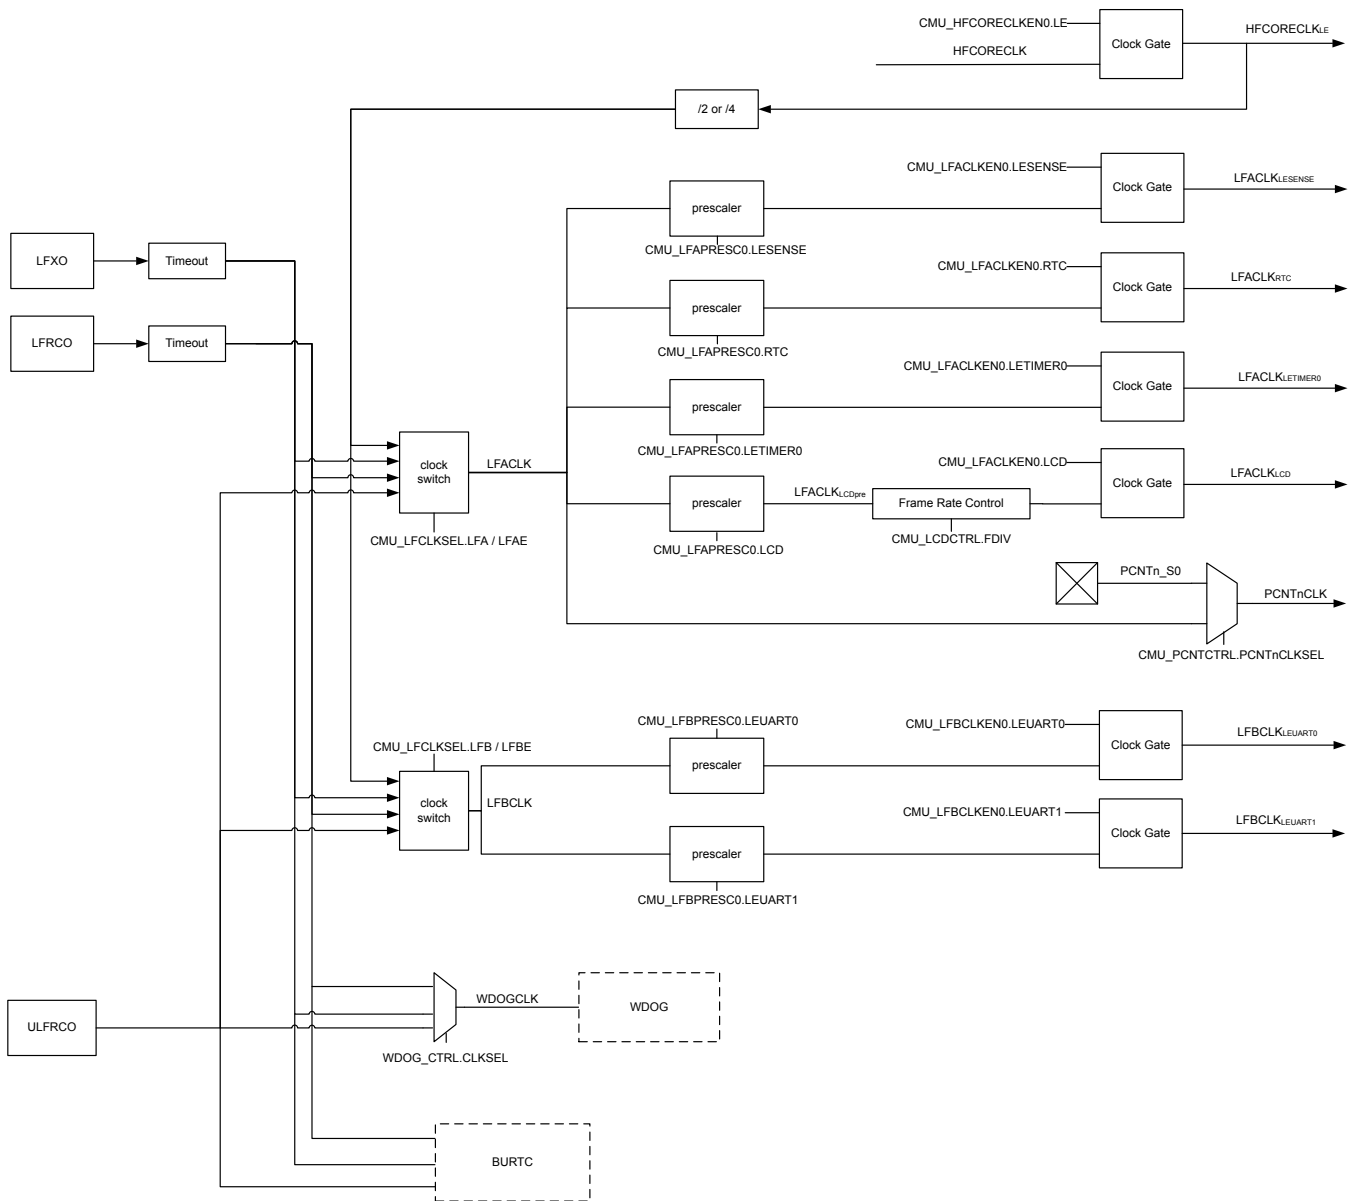 CMU_HFCORECLKEN0.LE
HFCORECLK
Clock Gate
HFCORECLKLE
/2 or /4
CMU_LFACLKEN0.LESENSE
Clock Gate
LFACLKLESENSE
prescaler
CMU_LFAPRESC0.LESENSE
LFXO
Timeout
CMU_LFACLKEN0.RTC
Clock Gate
LFACLKRTC
prescaler
CMU_LFAPRESC0.RTC
LFRCO
Timeout
CMU_LFACLKEN0.LETIMER0
Clock Gate
LFACLKLETIMER0
prescaler
CMU_LFAPRESC0.LETIMER0
clock
switch
LFACLK
CMU_LFCLKSEL.LFA / LFAE
CMU_LFACLKEN0.LCD
Clock Gate
LFACLKLCD
prescaler
LFACLKLCDpre
Frame Rate Control
CMU_LFAPRESC0.LCD
CMU_LCDCTRL.FDIV
PCNTn_S0
PCNTnCLK
CMU_PCNTCTRL.PCNTnCLKSEL
CMU_LFBPRESC0.LEUART0
CMU_LFBCLKEN0.LEUART0
Clock Gate
LFBCLKLEUART0
CMU_LFCLKSEL.LFB / LFBE
prescaler
clock
switch
LFBCLK
CMU_LFBCLKEN0.LEUART1
Clock Gate
LFBCLKLEUART1
prescaler
CMU_LFBPRESC0.LEUART1
ULFRCO
WDOGCLK
WDOG
WDOG_CTRL.CLKSEL
BURTC